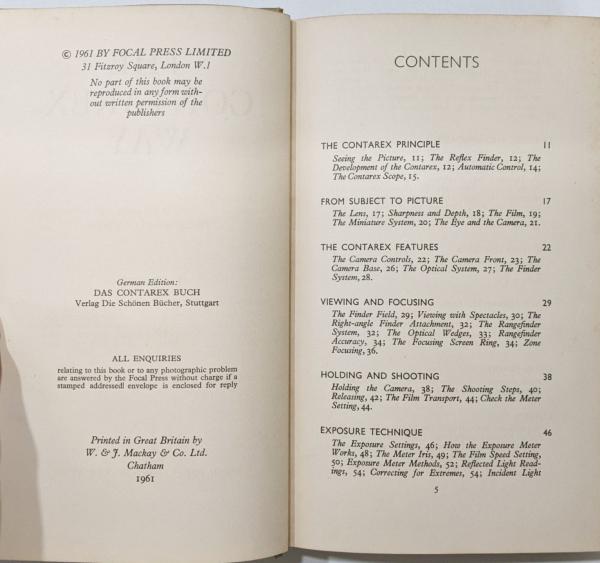 © 1961 BY FOCAL PRESS LIMITED
31 Fitzroy Square, London W.1
No part of this book may be
reproduced in any form with-
out written permission of the
publishers
German Edition:
DAS CONTAREX BUCH
Verlag Die Schönen Bücher, Stuttgart
ALL ENQUIRIES
relating to this book or to any photographic problem
are answered by the Focal Press without charge if a
stamped addressed envelope is enclosed for reply
Printed in Great Britain by
W. & J. Mackay & Co. Ltd.
Chatham
1961
CONTENTS
THE CONTAREX PRINCIPLE 11
Seeing the Picture, 11; The Reflex Finder, 12; The
Development of the Contarex, 12; Automatic Control, 14;
The Contarex Scope, 15.
FROM SUBJECT TO PICTURE 17
The Lens, 17; Sharpness and Depth, 18; The Film, 19;
The Miniature System, 20; The Eye and the Camera, 21.
THE CONTAREX FEATURES 22
The Camera Controls, 22; The Camera Front, 23; The
Camera Base, 26; The Optical System, 27; The Finder
System, 28.
VIEWING AND FOCUSING 29
The Finder Field, 29; Viewing with Spectacles, 30; The
Right-angle Finder Attachment, 32; The Rangefinder
System, 32; The Optical Wedges, 33; Rangefinder
Accuracy, 34; The Focusing Screen Ring, 34; Zone
Focusing, 36.
HOLDING AND SHOOTING 38
Holding the Camera, 38; The Shooting Steps, 40;
Releasing, 42; The Film Transport, 44; Check the Meter
Setting, 44.
EXPOSURE TECHNIQUE 46
The Exposure Settings, 46; How the Exposure Meter
Works, 48; The Meter Iris, 49; The Film Speed Setting,
50; Exposure Meter Methods, 52; Reflected Light Read-
ings, 54; Correcting for Extremes, 54; Incident Light
5